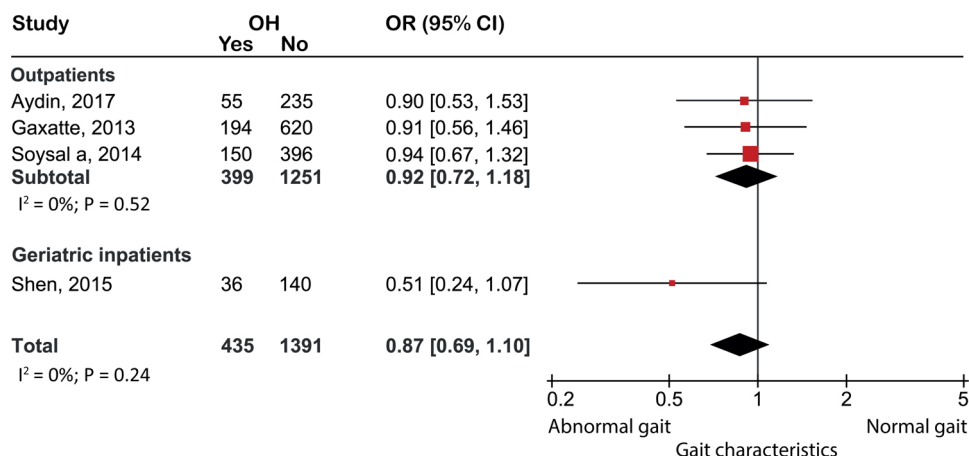 Study OH OR (95% CI)
Yes No
Outpatients
Aydin, 2017 55 235 0.90 [0.53, 1.53]
Gaxatte, 2013 194 620 0.91 [0.56, 1.46]
Soysal a, 2014 150 396 0.94 [0.67, 1.32]
Subtotal 399 1251 0.92 [0.72, 1.18]
I² = 0%; P = 0.52
Geriatric inpatients
Shen, 2015 36 140 0.51 [0.24, 1.07]
Total 435 1391 0.87 [0.69, 1.10]
I² = 0%; P = 0.24
0.2 0.5 1 2 5
Abnormal gait Normal gait
Gait characteristics